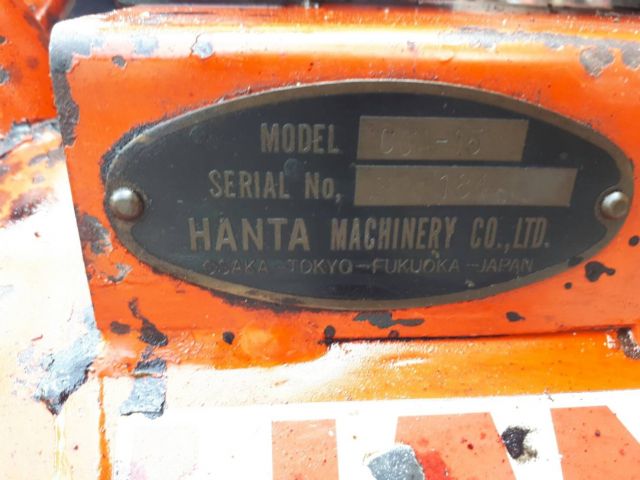 MODEL
SERIAL No,
HANTA MACHINERY CO.,LTD.
OSAKA-TOKYO-FUKUOKA-JAPAN